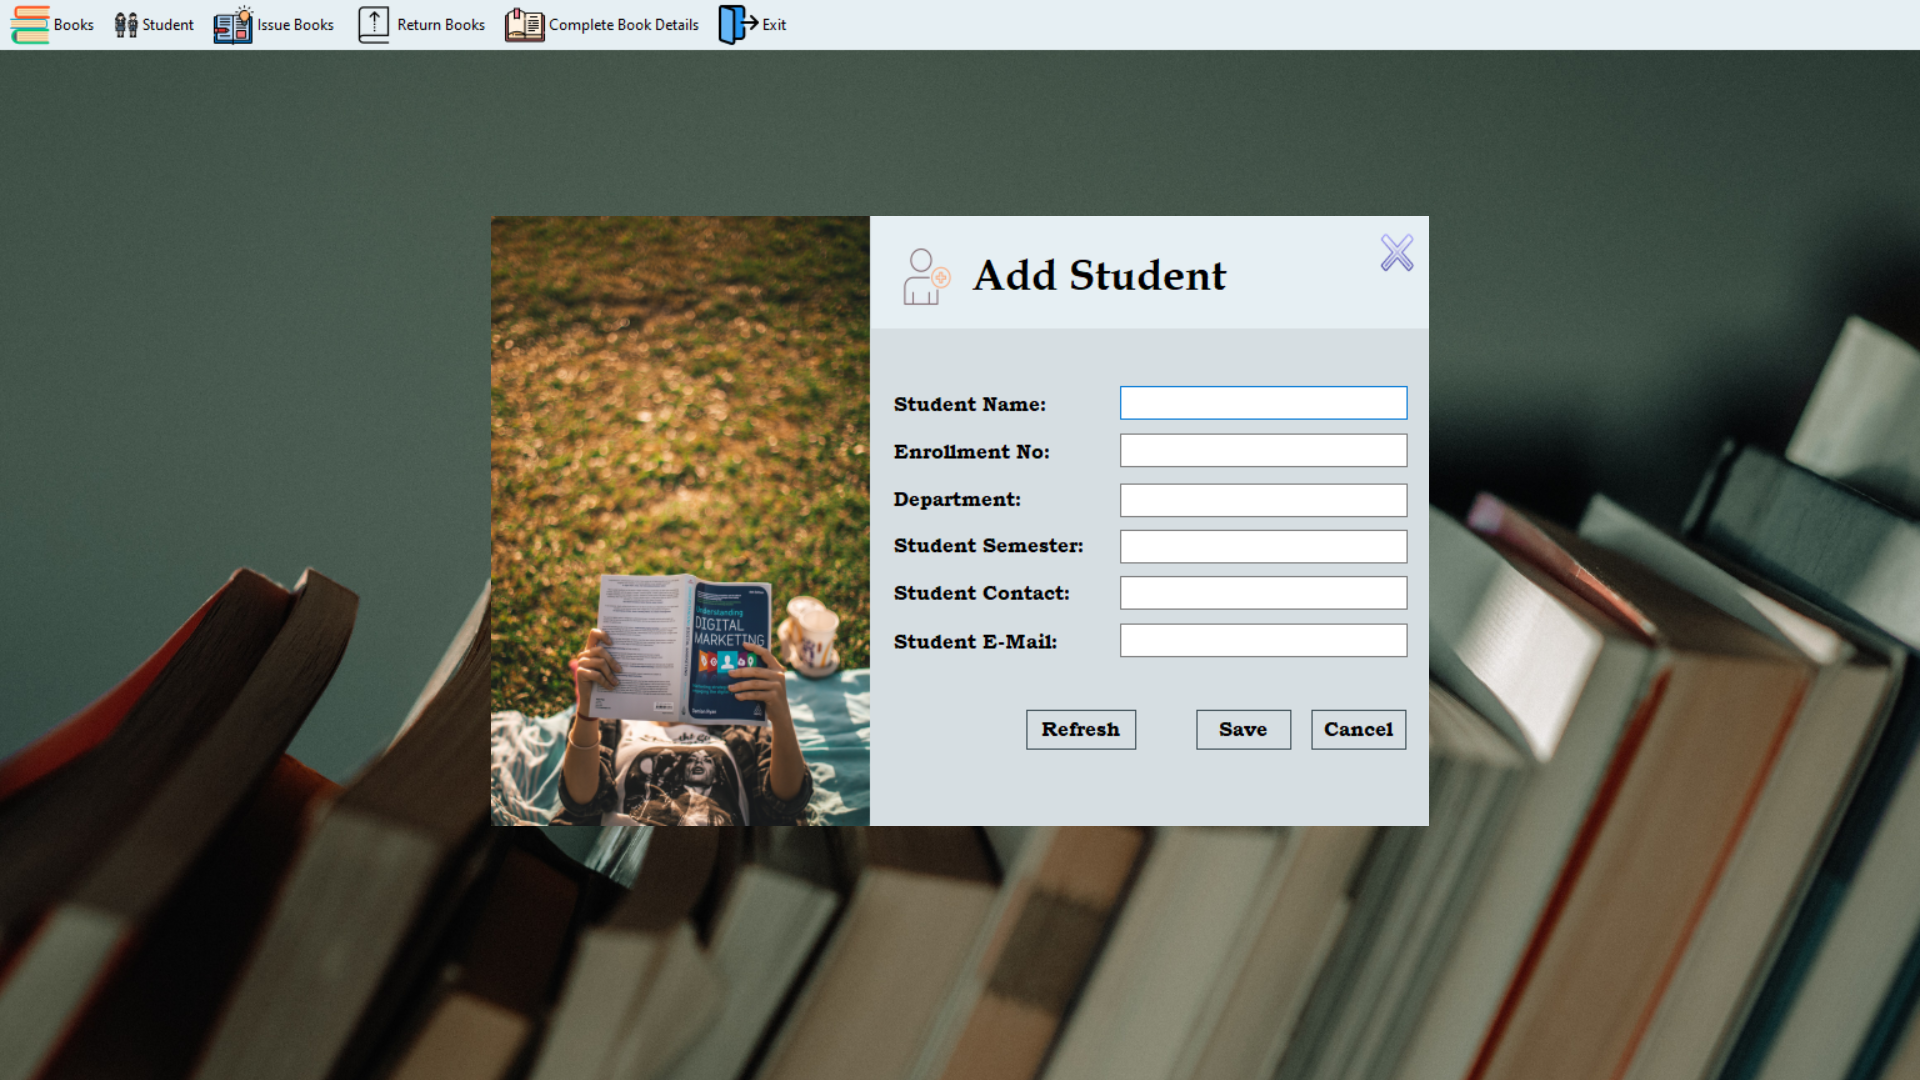 Books Student Issue Books Return Books Complete Book Details Exit
Add Student
Student Name:
Enrollment No:
Department:
Student Semester:
Student Contact:
Student E-Mail:
Refresh Save Cancel
Understanding
DIGITAL
MARKETING